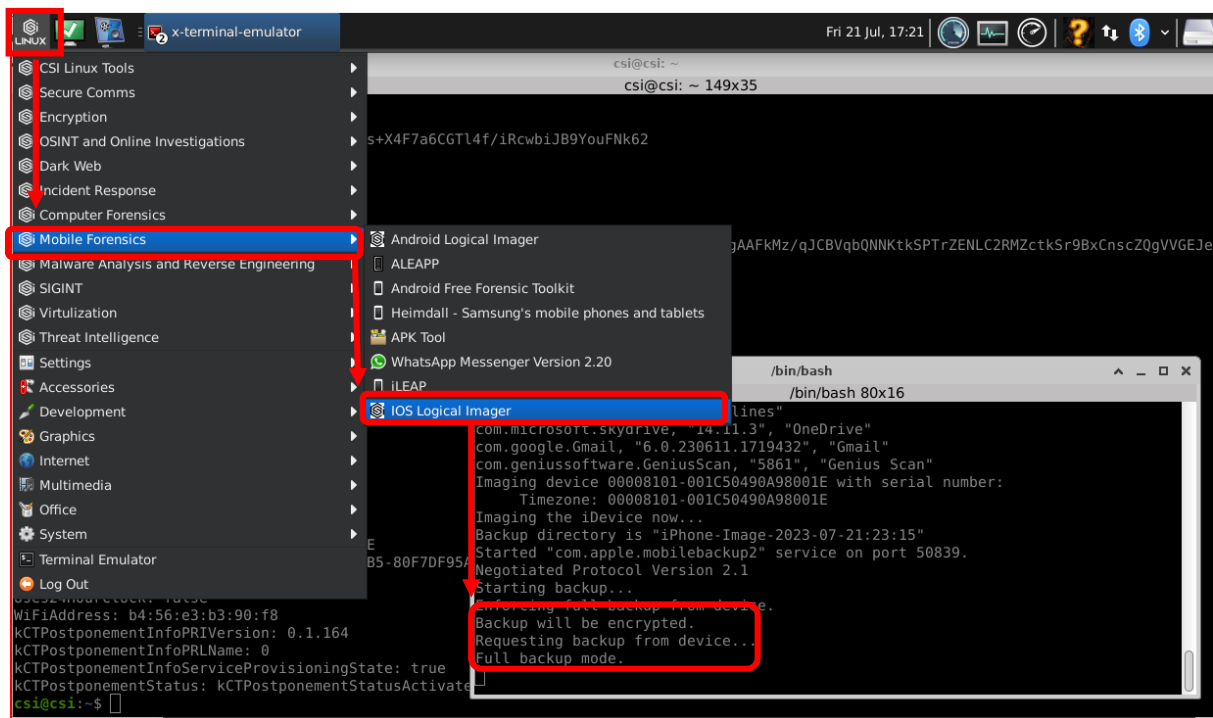 LINUX
x-terminal-emulator
Fri 21 Jul, 17:21
CSI Linux Tools
Secure Comms
Encryption
OSINT and Online Investigations
Dark Web
Incident Response
Computer Forensics
Mobile Forensics
Malware Analysis and Reverse Engineering
SIGINT
Virtulization
Threat Intelligence
Settings
Accessories
Development
Graphics
Internet
Multimedia
Office
System
Terminal Emulator
Log Out
Android Logical Imager
ALEAPP
Android Free Forensic Toolkit
Heimdall - Samsung's mobile phones and tablets
APK Tool
WhatsApp Messenger Version 2.20
iLEAP
IOS Logical Imager
csi@csi: ~
csi@csi: ~ 149x35
s+X4F7a6CGTl4f/iRcwbiJB9YouFNk62
gAAFkMz/qJCBVqbQNNKtkSPTrZENLC2RMZctkSr9BxCnscZQgVVGEJe
E
B5-80F7DF95A
WiFiAddress: b4:56:e3:b3:90:f8
kCTPostponementInfoPRIVersion: 0.1.164
kCTPostponementInfoPRLName: 0
kCTPostponementInfoServiceProvisioningState: true
kCTPostponementStatus: kCTPostponementStatusActivate
csi@csi:~$
/bin/bash
/bin/bash 80x16
lines"
com.microsoft.skydrive, "14.11.3", "OneDrive"
com.google.Gmail, "6.0.230611.1719432", "Gmail"
com.geniussoftware.GeniusScan, "5861", "Genius Scan"
Imaging device 00008101-001C50490A98001E with serial number:
Timezone: 00008101-001C50490A98001E
Imaging the iDevice now...
Backup directory is "iPhone-Image-2023-07-21:23:15"
Started "com.apple.mobilebackup2" service on port 50839.
Negotiated Protocol Version 2.1
Starting backup...
Enforcing full backup from device.
Backup will be encrypted.
Requesting backup from device...
Full backup mode.